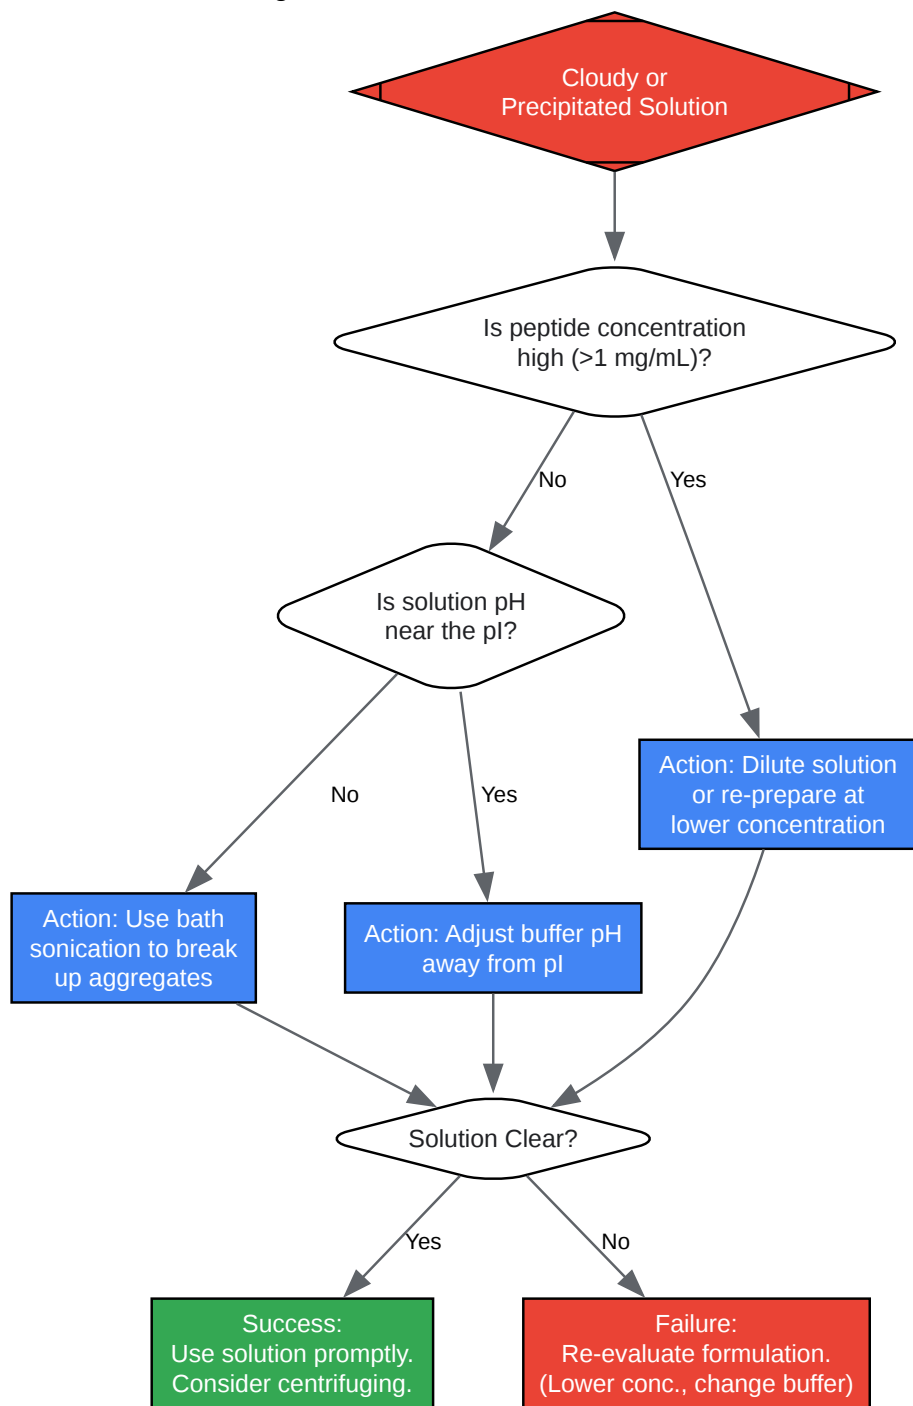 Cloudy or
Precipitated Solution
Is peptide concentration
high (>1 mg/mL)?
No
Yes
Is solution pH
near the pI?
No
Yes
Action: Dilute solution
or re-prepare at
lower concentration
Action: Use bath
sonication to break
up aggregates
Action: Adjust buffer pH
away from pI
Solution Clear?
Yes
No
Success:
Use solution promptly.
Consider centrifuging.
Failure:
Re-evaluate formulation.
(Lower conc., change buffer)